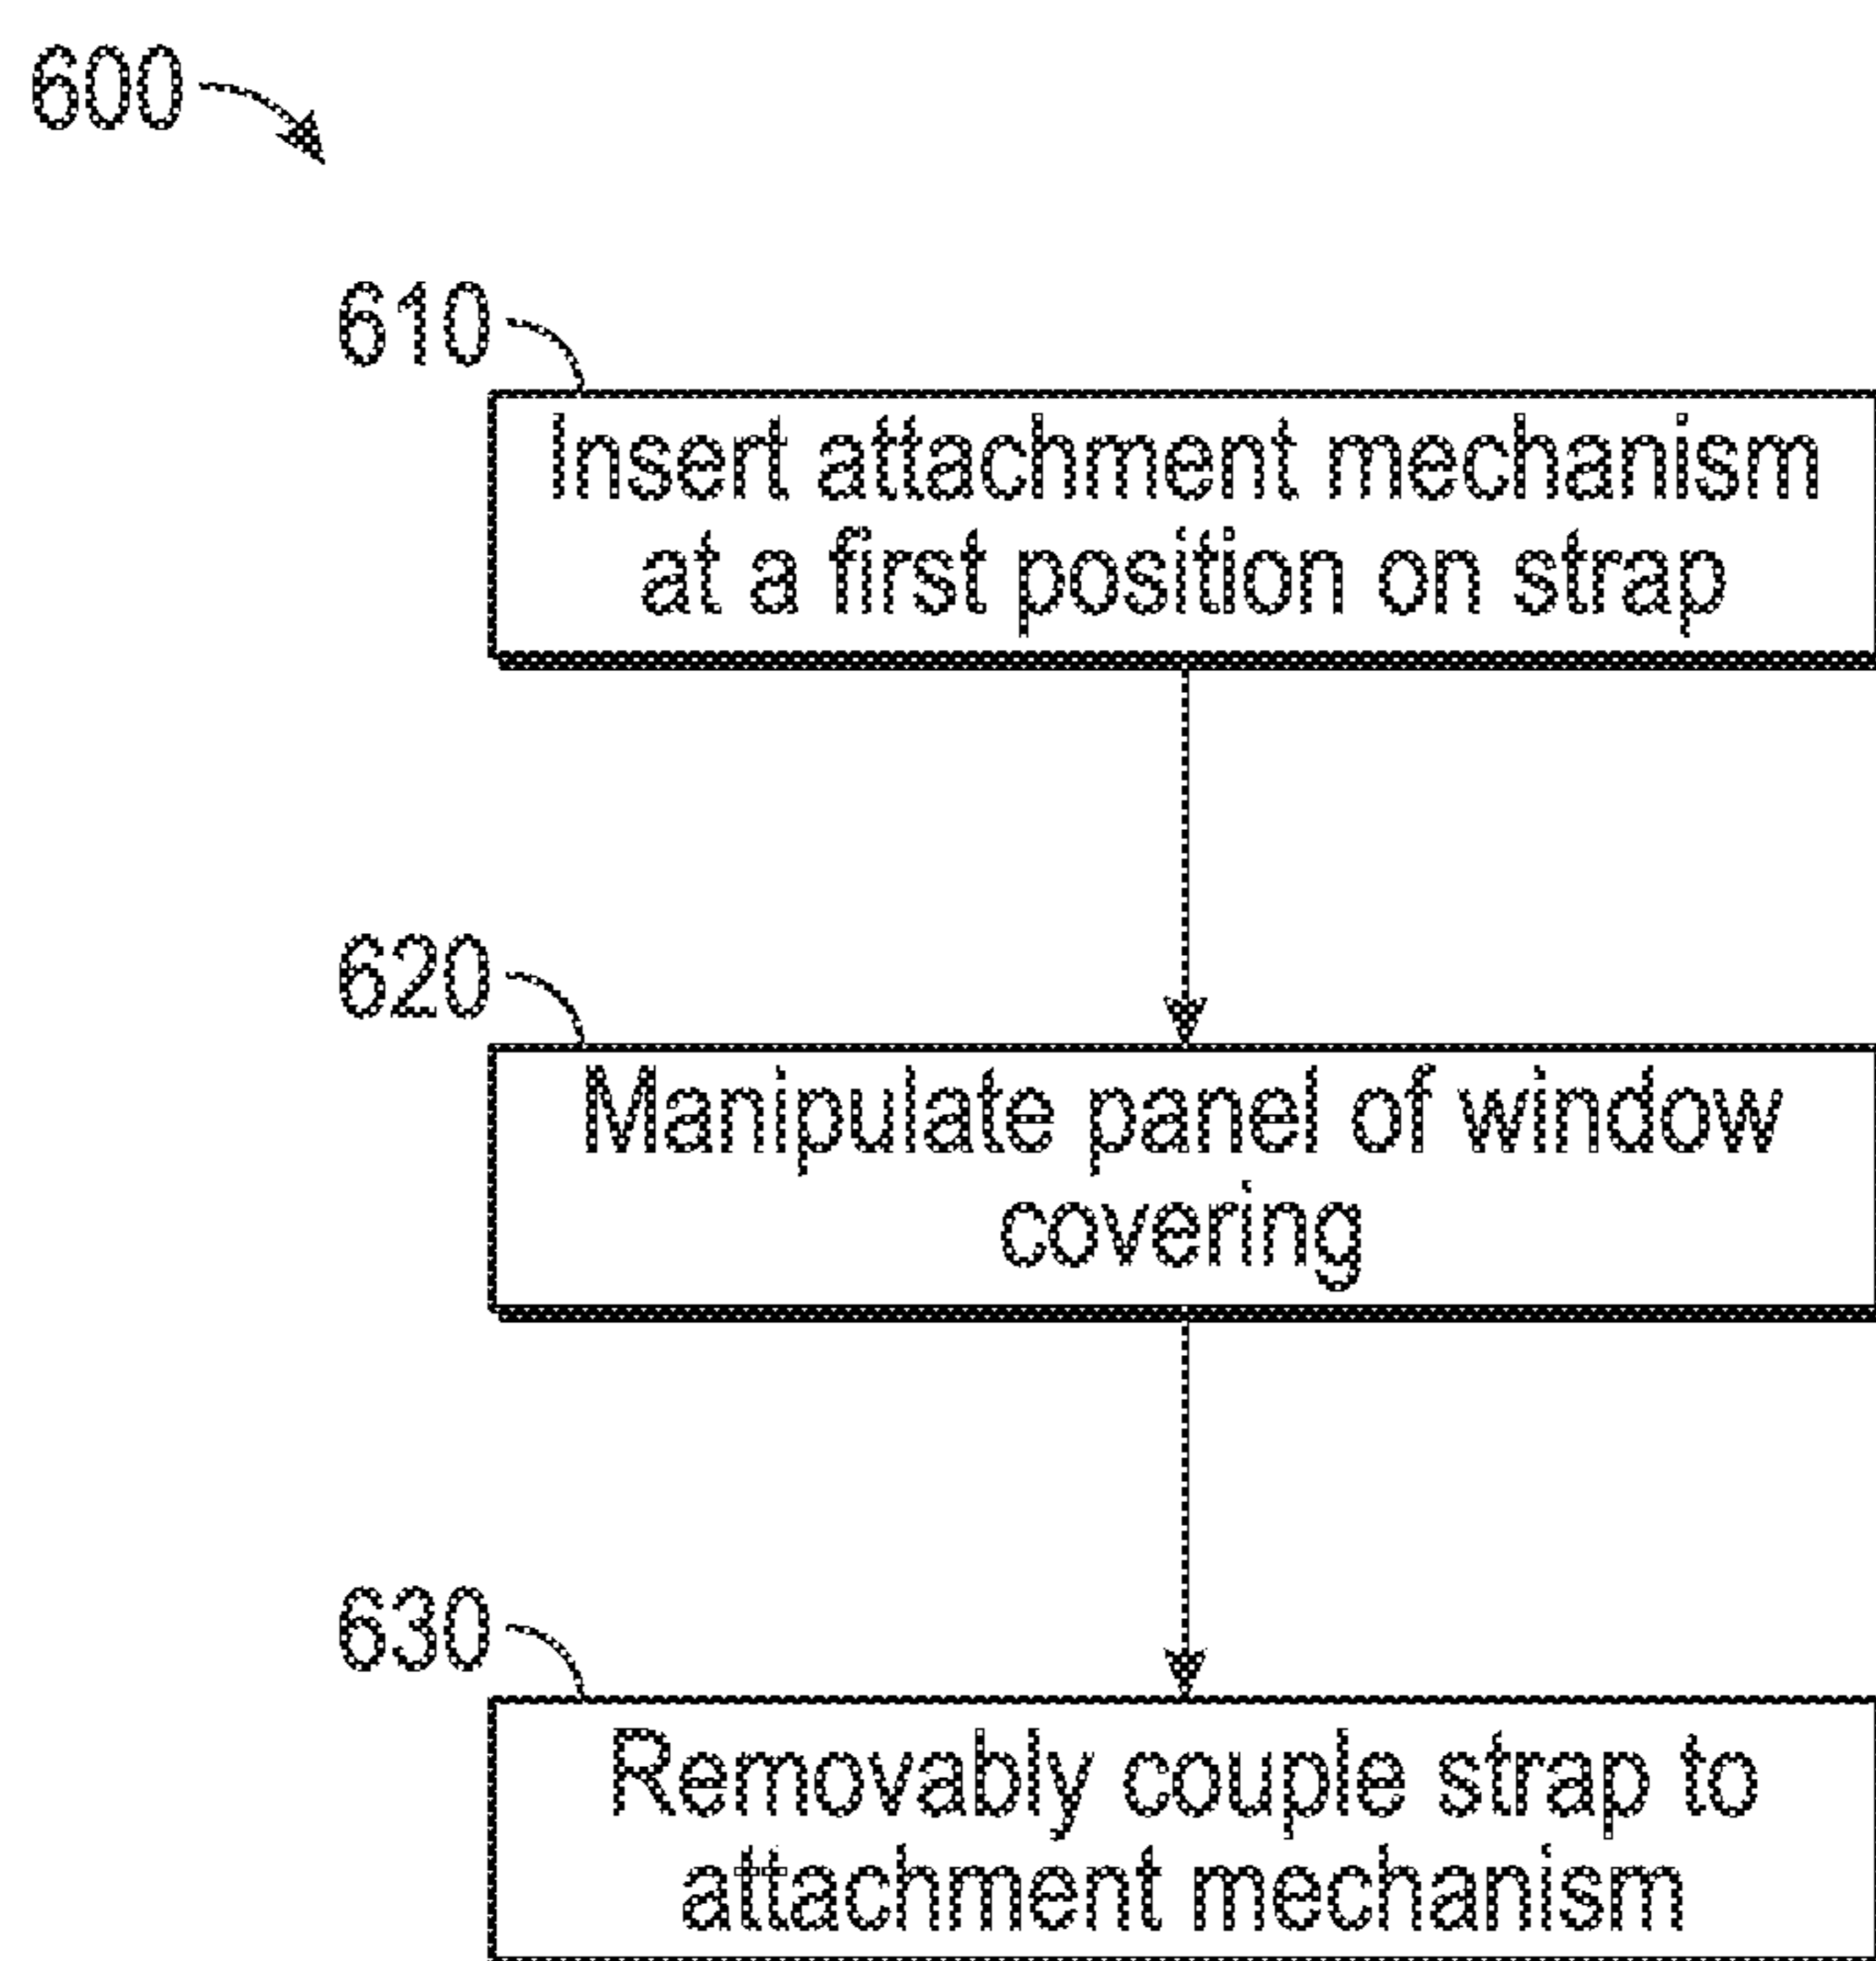 600
610
Insert attachment mechanism
at a first position on strap
620
Manipulate panel of window
covering
630
Removably couple strap to
attachment mechanism